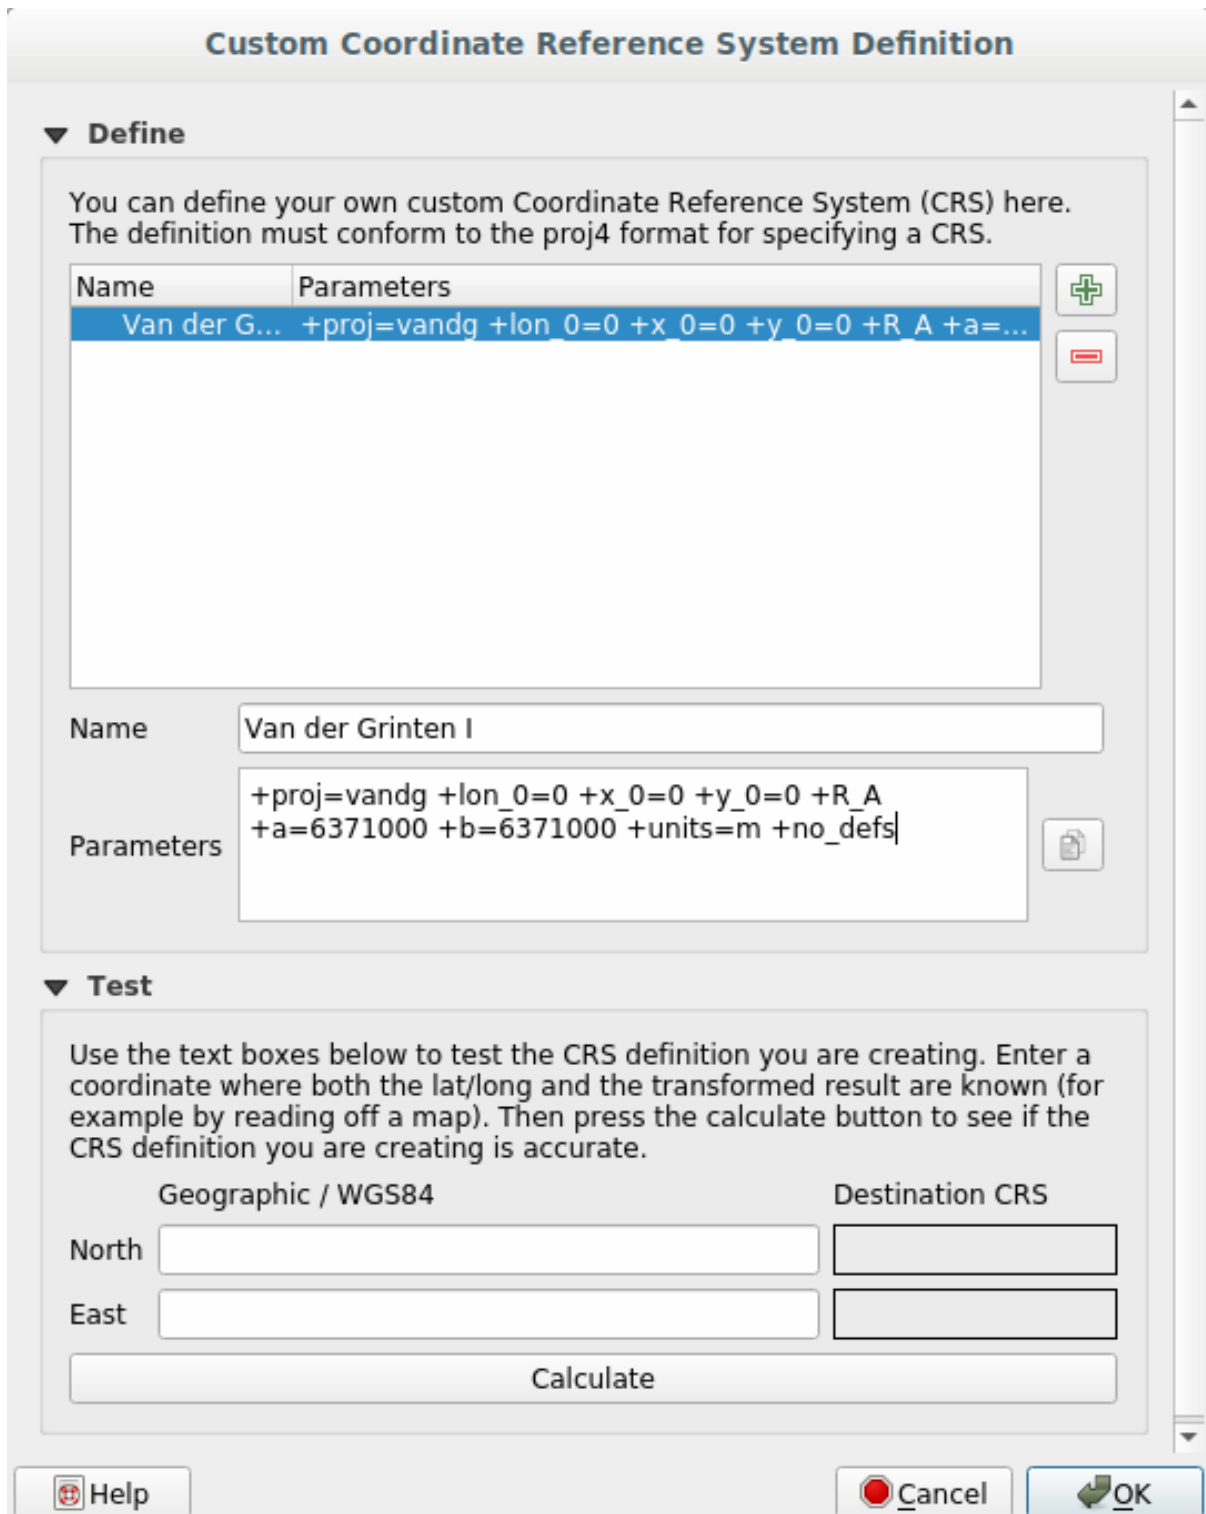 Custom Coordinate Reference System Definition
Define
You can define your own custom Coordinate Reference System (CRS) here.
The definition must conform to the proj4 format for specifying a CRS.
Name Parameters
Van der G... +proj=vandg +lon_0=0 +x_0=0 +y_0=0 +R_A +a=...
Name Van der Grinten I
+proj=vandg +lon_0=0 +x_0=0 +y_0=0 +R_A
+a=6371000 +b=6371000 +units=m +no_defs
Parameters
Test
Use the text boxes below to test the CRS definition you are creating. Enter a
coordinate where both the lat/long and the transformed result are known (for
example by reading off a map). Then press the calculate button to see if the
CRS definition you are creating is accurate.
Geographic / WGS84 Destination CRS
North
East
Calculate
Help Cancel OK